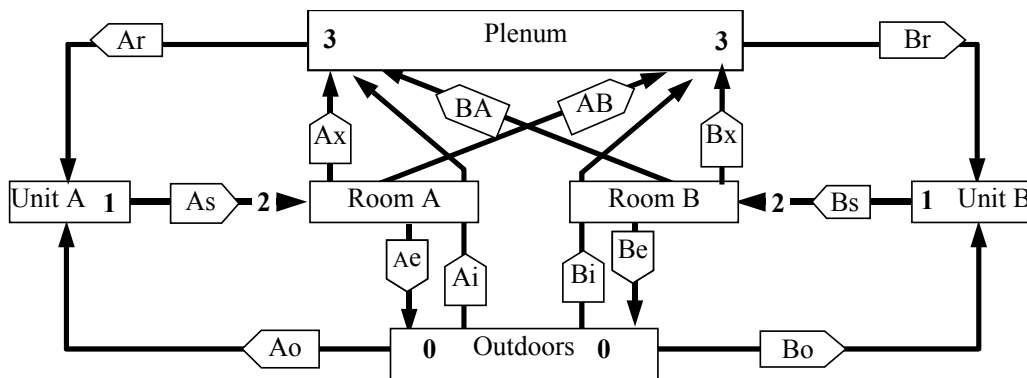 Ar 3 Plenum 3 Br
BA AB
Ax Bx
Unit A 1 As 2 Room A Room B 2 Bs 1 Unit B
Ae Ai Bi Be
Ao 0 Outdoors 0 Bo